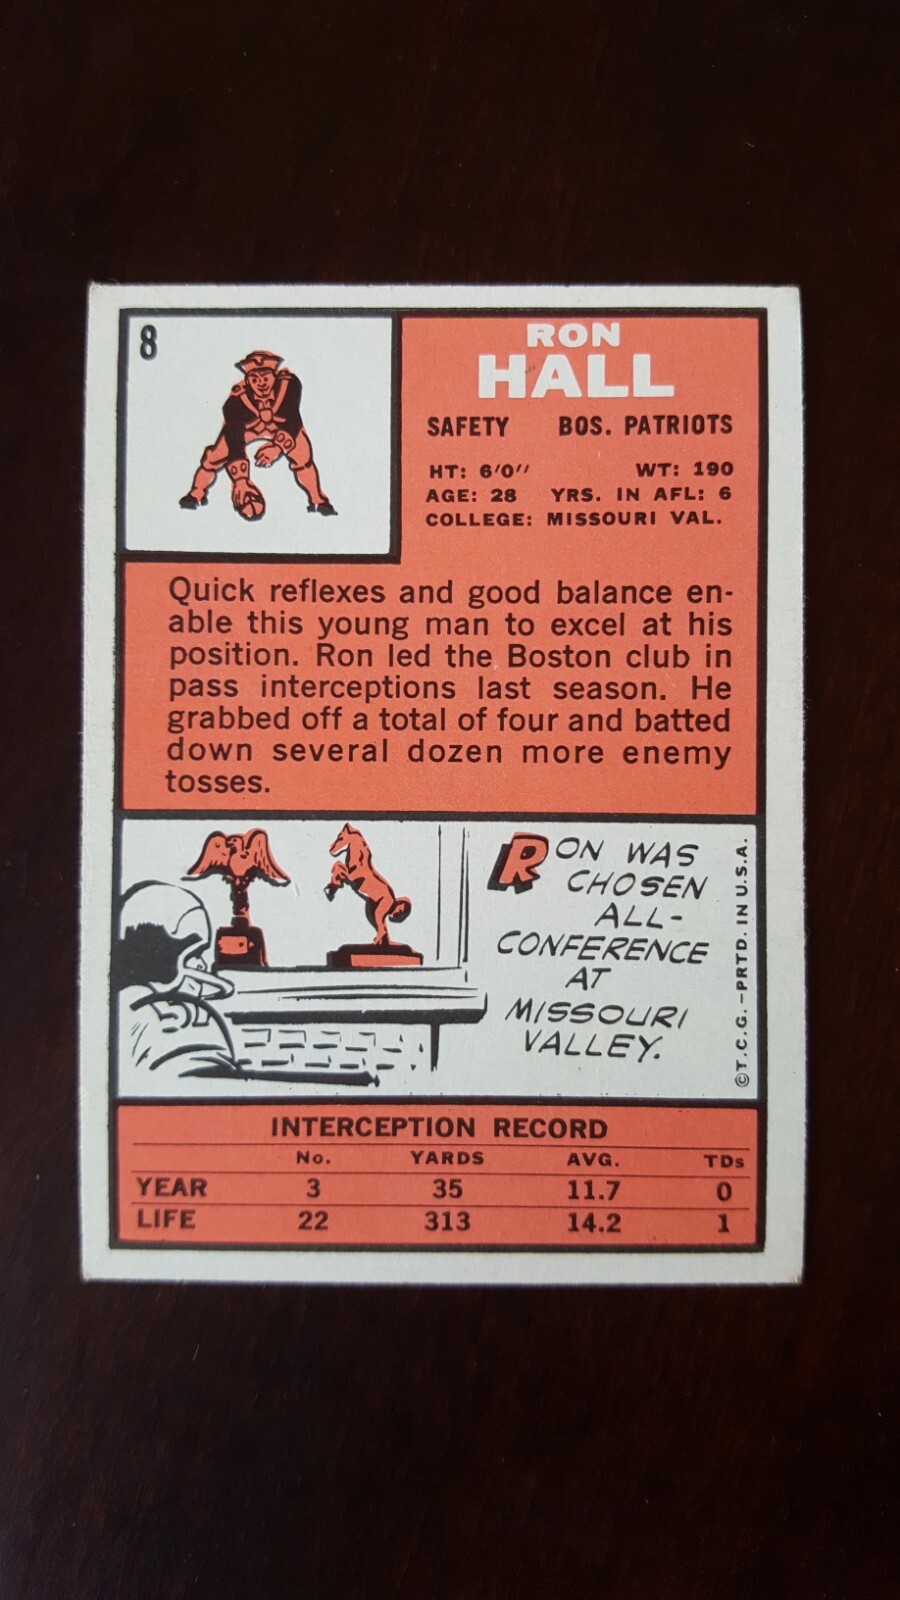 8
RON
HALL
SAFETY BOS. PATRIOTS
HT: 6'0" WT: 190
AGE: 28 YRS. IN AFL: 6
COLLEGE: MISSOURI VAL.
Quick reflexes and good balance en-
able this young man to excel at his
position. Ron led the Boston club in
pass interceptions last season. He
grabbed off a total of four and batted
down several dozen more enemy
tosses.
RON WAS
CHOSEN
ALL-
CONFERENCE
AT
MISSOURI
VALLEY.
©T.C.G.–PRTD. IN U.S.A.
INTERCEPTION RECORD
No. YARDS AVG. TDs
YEAR 3 35 11.7 0
LIFE 22 313 14.2 1